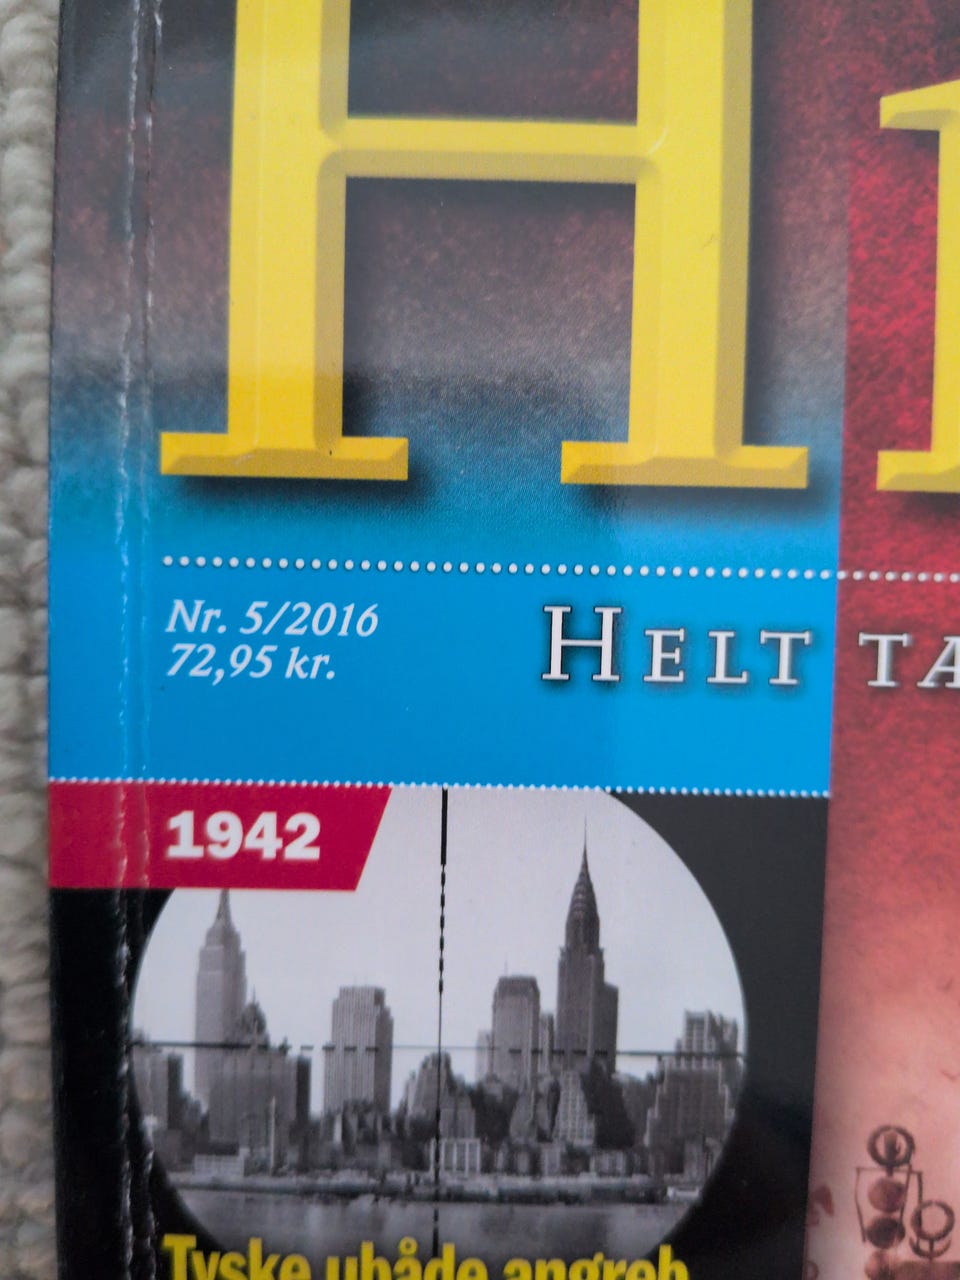 H
Nr. 5/2016
72,95 kr.
HELT
1942
Tyske ubåde angreb